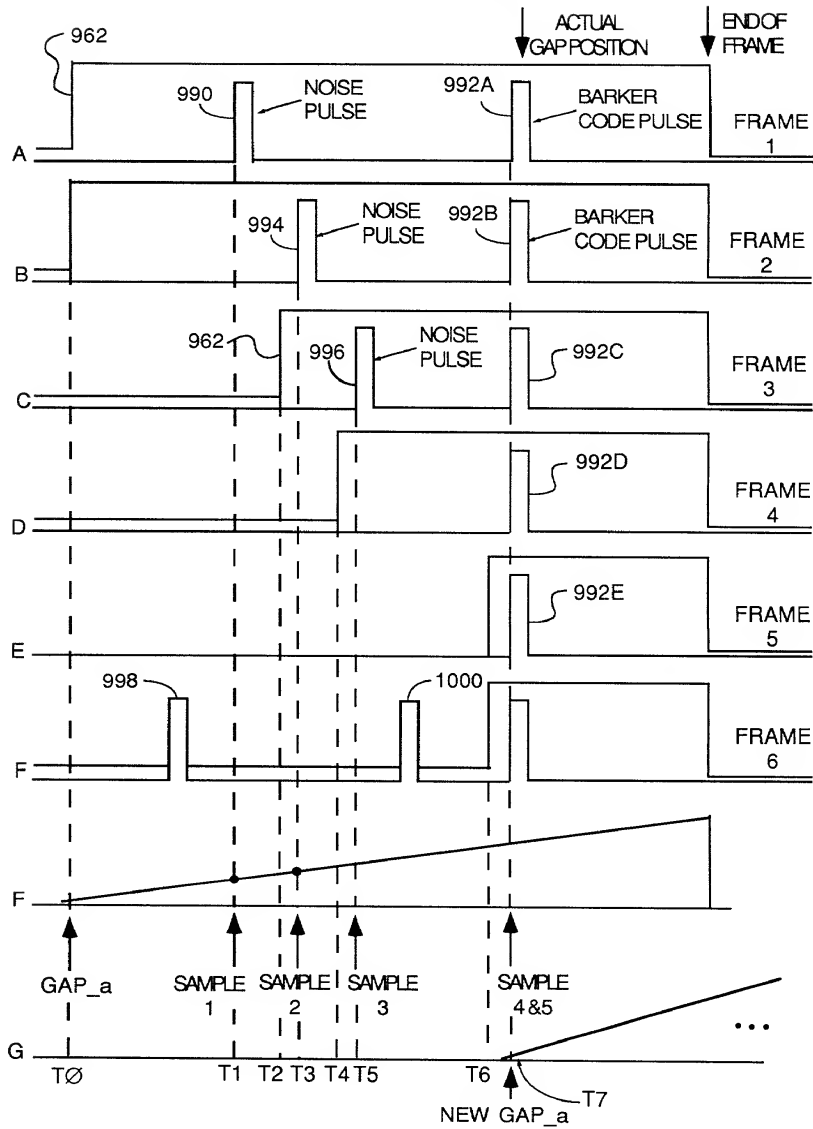 962
ACTUAL
GAP POSITION
END OF
FRAME
990
NOISE
PULSE
992A
BARKER
CODE PULSE
FRAME
1
A
994
NOISE
PULSE
992B
BARKER
CODE PULSE
FRAME
2
B
962
996
NOISE
PULSE
992C
FRAME
3
C
992D
FRAME
4
D
992E
FRAME
5
E
998
1000
FRAME
6
F
F
GAP_a
SAMPLE
1
SAMPLE
2
SAMPLE
3
SAMPLE
4&5
...
G
TØ
T1
T2
T3
T4
T5
T6
T7
NEW GAP_a